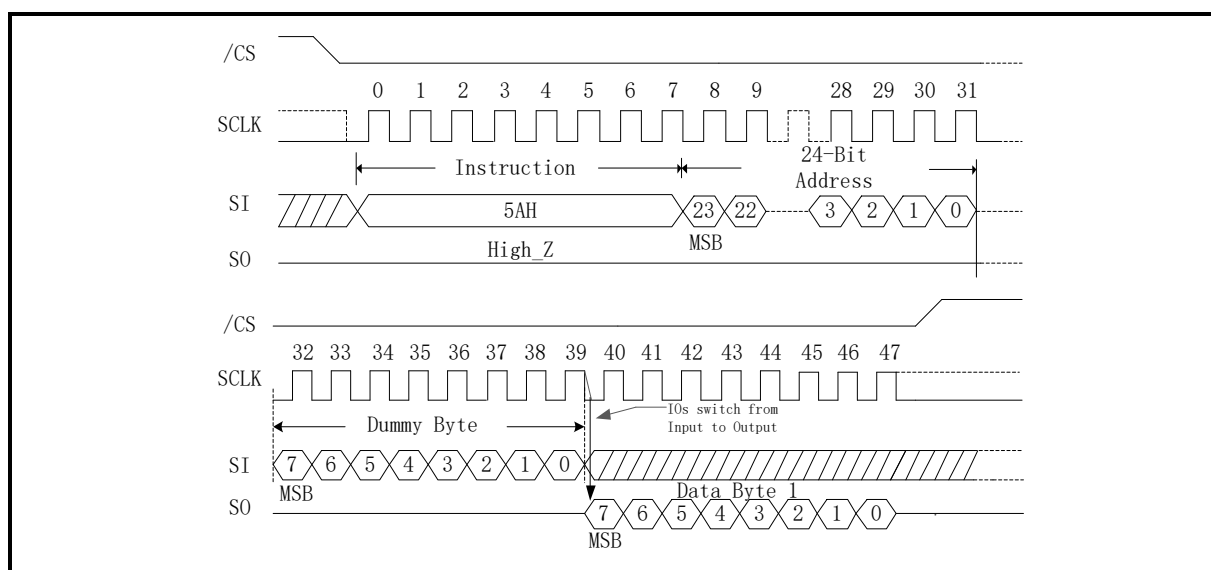 /CS
0 1 2 3 4 5 6 7 8 9 28 29 30 31
SCLK
Instruction
24-Bit
Address
SI
5AH
23 22 3 2 1 0
MSB
High_Z
SO
/CS
32 33 34 35 36 37 38 39 40 41 42 43 44 45 46 47
SCLK
IOs switch from
Input to Output
Dummy Byte
SI
7 6 5 4 3 2 1 0
MSB
Data Byte 1
SO
7 6 5 4 3 2 1 0
MSB